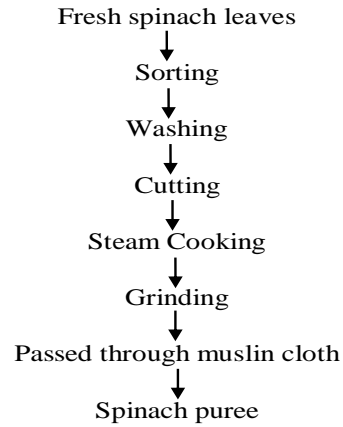 Fresh spinach leaves
Sorting
Washing
Cutting
Steam Cooking
Grinding
Passed through muslin cloth
Spinach puree